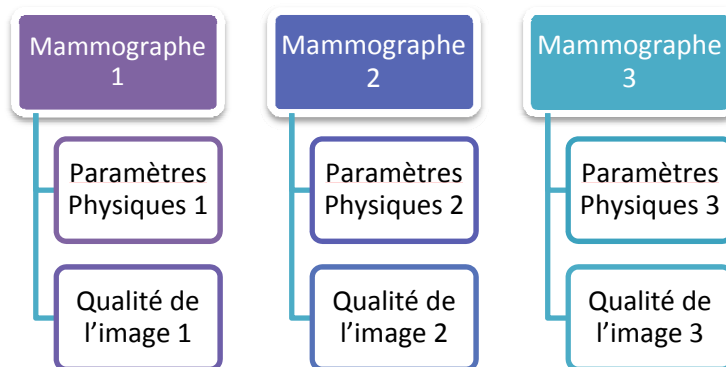 Mammographe
1
Paramètres
Physiques 1
Qualité de
l’image 1
Mammographe
2
Paramètres
Physiques 2
Qualité de
l’image 2
Mammographe
3
Paramètres
Physiques 3
Qualité de
l’image 3